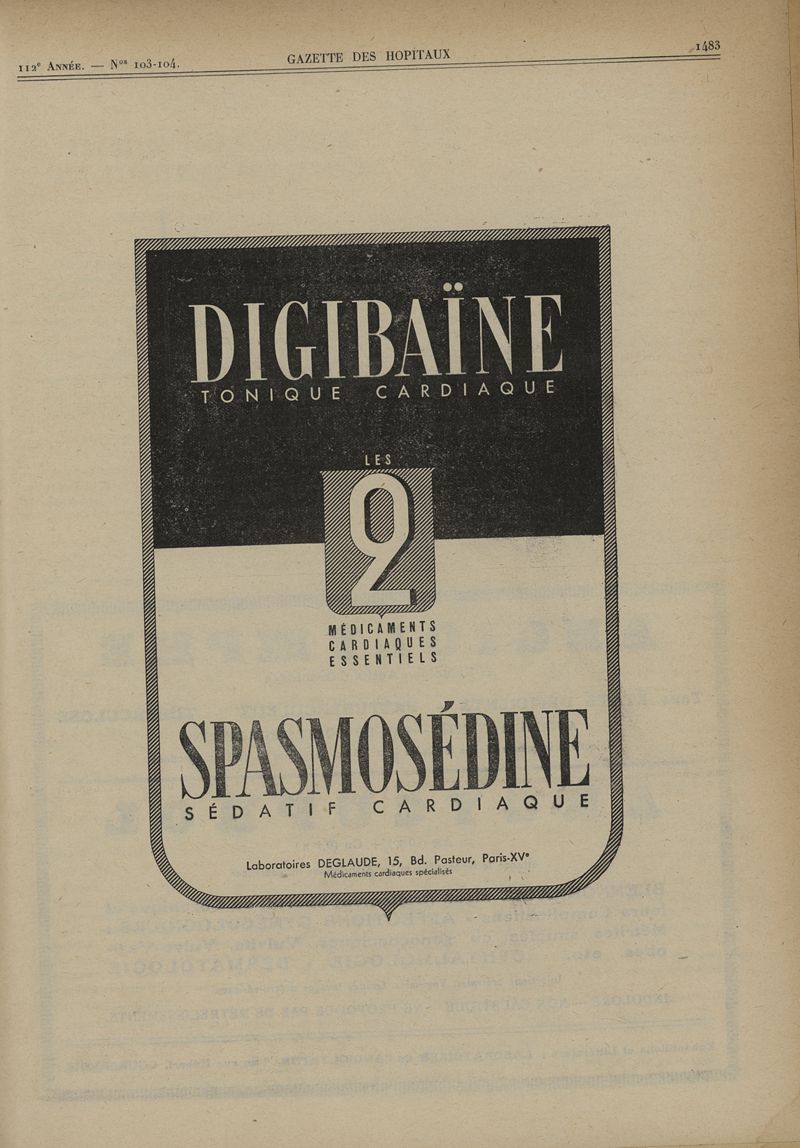 112e ANNÉE. — Nos 103-104.
GAZETTE DES HOPITAUX
1483
DIGIBAÏNE
TONIQUE CARDIAQUE
LES
2
MÉDICAMENTS
CARDIAQUES
ESSENTIELS
SPASMOSÉDINE
SÉDATIF CARDIAQUE
Laboratoires DEGLAUDE, 15, Bd. Pasteur, Paris-XVe
Médicaments cardiaques spécialisés